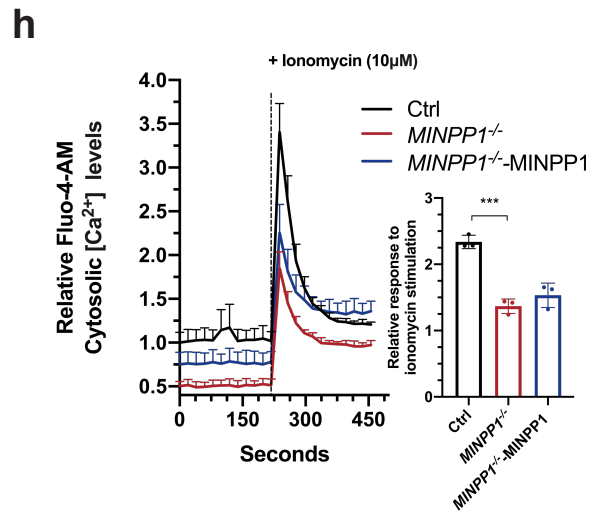 h
+ Ionomycin (10µM)
Relative Fluo-4-AM
Cytosolic [Ca²⁺] levels
4.0
3.5
3.0
2.5
2.0
1.5
1.0
0.5
0
150
300
450
Seconds
Ctrl
MINPP1⁻/⁻
MINPP1⁻/⁻-MINPP1
Relative response to
ionomycin stimulation
3
2
1
0
***
Ctrl
MINPP1⁻/⁻
MINPP1⁻/⁻-MINPP1